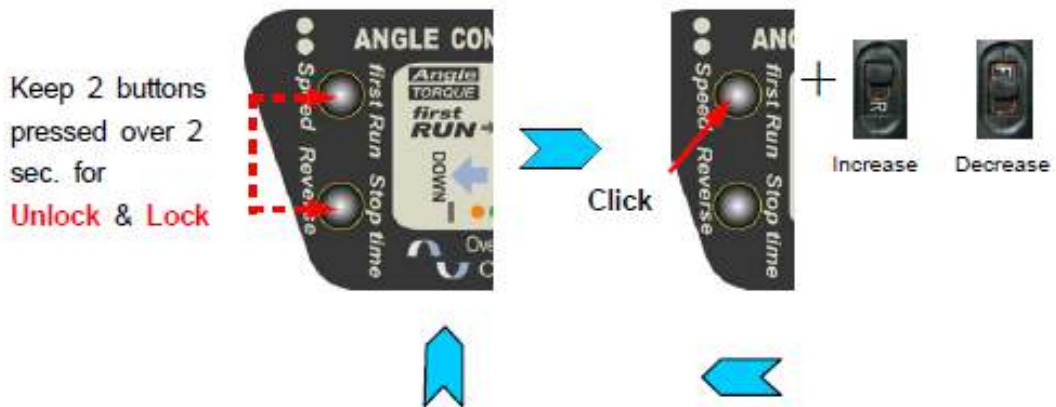 Keep 2 buttons
pressed over 2
sec. for
Unlock & Lock
ANGLE CON
Speed
first Run
Reverse
Stop time
Angle
TORQUE
first
RUN
DOWN
Ove
C
Click
ANG
Speed
first Run
Reverse
Stop time
+
R
F
Increase
Decrease